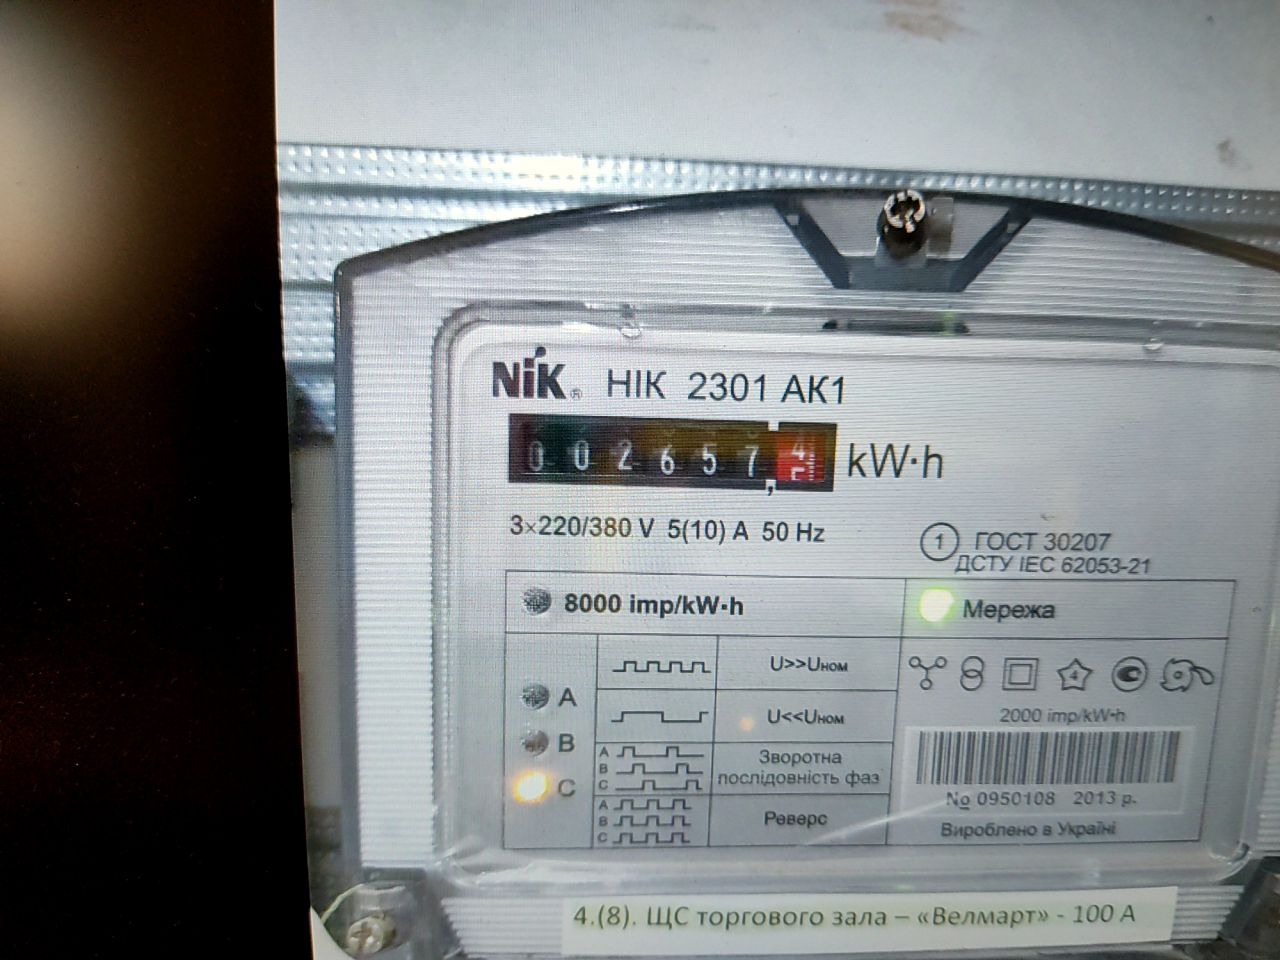 NiK® НІК 2301 АК1
0 0 2 6 5 7, 4 kW·h
3×220/380 V 5(10) A 50 Hz
1 ГОСТ 30207
ДСТУ IEC 62053-21
8000 imp/kW·h
Мережа
A
B
C
U>>Uном
U<<Uном
A
B
C
Зворотна
послідовність фаз
A
B
C
Реверс
4
2000 imp/kW·h
№ 0950108 2013 р.
Вироблено в Україні
4.(8). ЩС торгового зала – «Велмарт» - 100 А